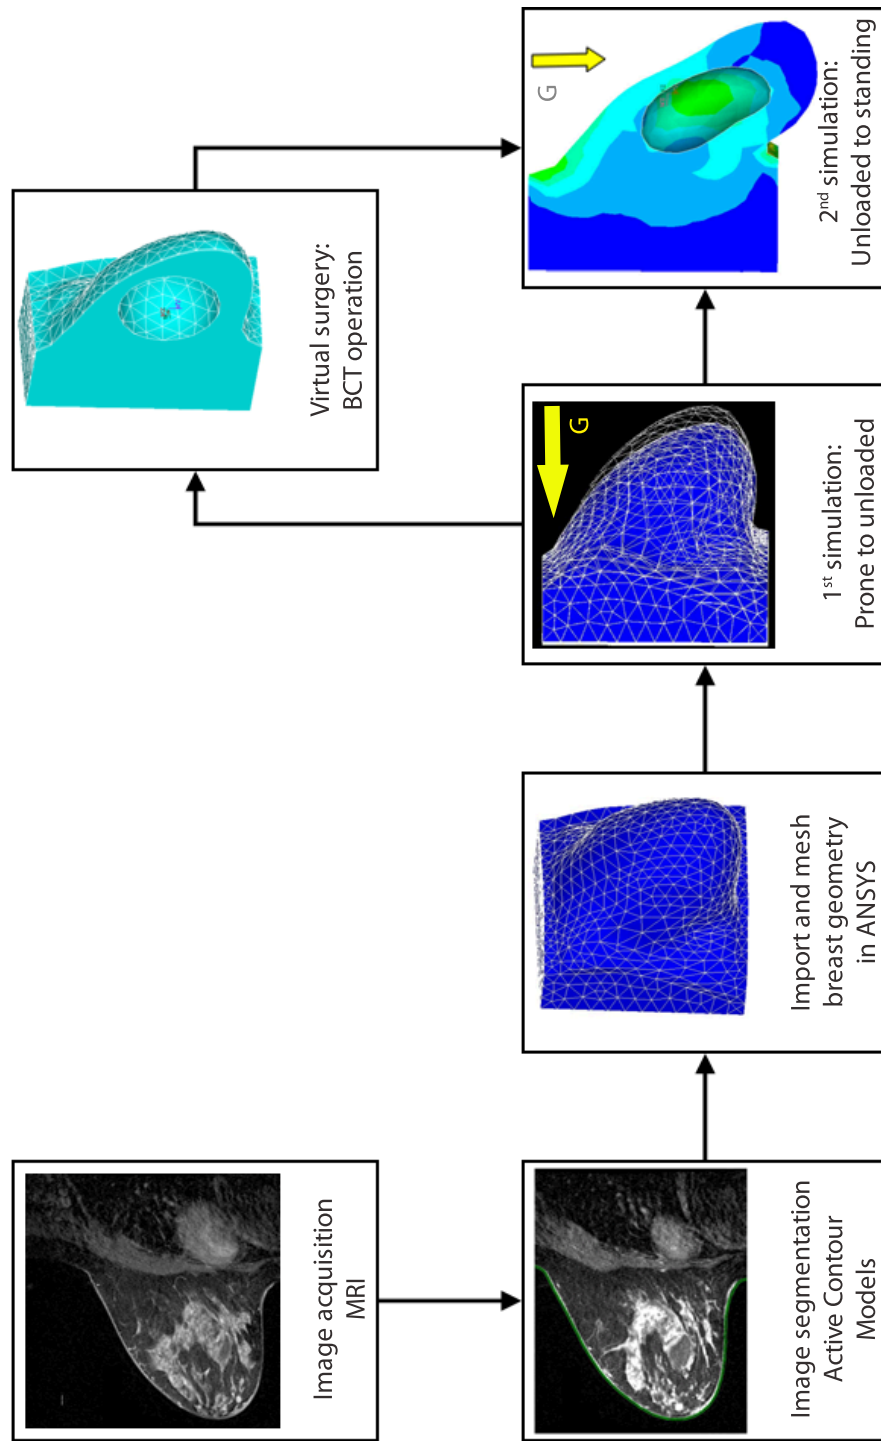 Image acquisition
MRI
Virtual surgery:
BCT operation
Image segmentation
Active Contour
Models
Import and mesh
breast geometry
in ANSYS
G
1st simulation:
Prone to unloaded
G
2nd simulation:
Unloaded to standing